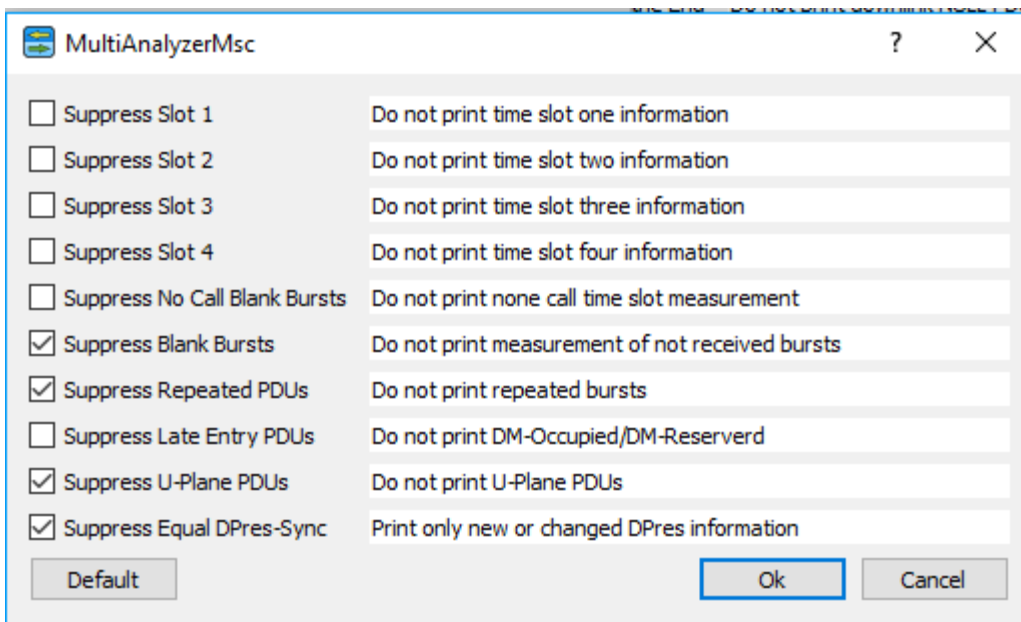 MultiAnalyzerMsc ?
Suppress Slot 1 Do not print time slot one information
Suppress Slot 2 Do not print time slot two information
Suppress Slot 3 Do not print time slot three information
Suppress Slot 4 Do not print time slot four information
Suppress No Call Blank Bursts Do not print none call time slot measurement
Suppress Blank Bursts Do not print measurement of not received bursts
Suppress Repeated PDUs Do not print repeated bursts
Suppress Late Entry PDUs Do not print DM-Occupied/DM-Reserverd
Suppress U-Plane PDUs Do not print U-Plane PDUs
Suppress Equal DPres-Sync Print only new or changed DPres information
Default Ok Cancel